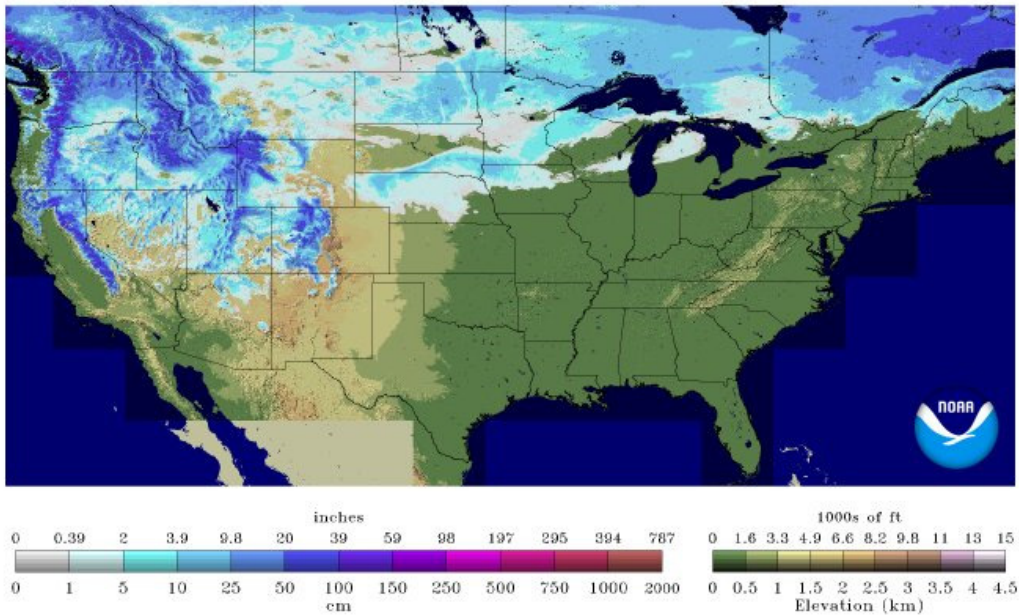 NOAA
inches
0 0.39 2 3.9 9.8 20 39 59 98 197 295 394 787
0 1 5 10 25 50 100 150 250 500 750 1000 2000
cm
1000s of ft
0 1.6 3.3 4.9 6.6 8.2 9.8 11 13 15
0 0.5 1 1.5 2 2.5 3 3.5 4 4.5
Elevation (km)